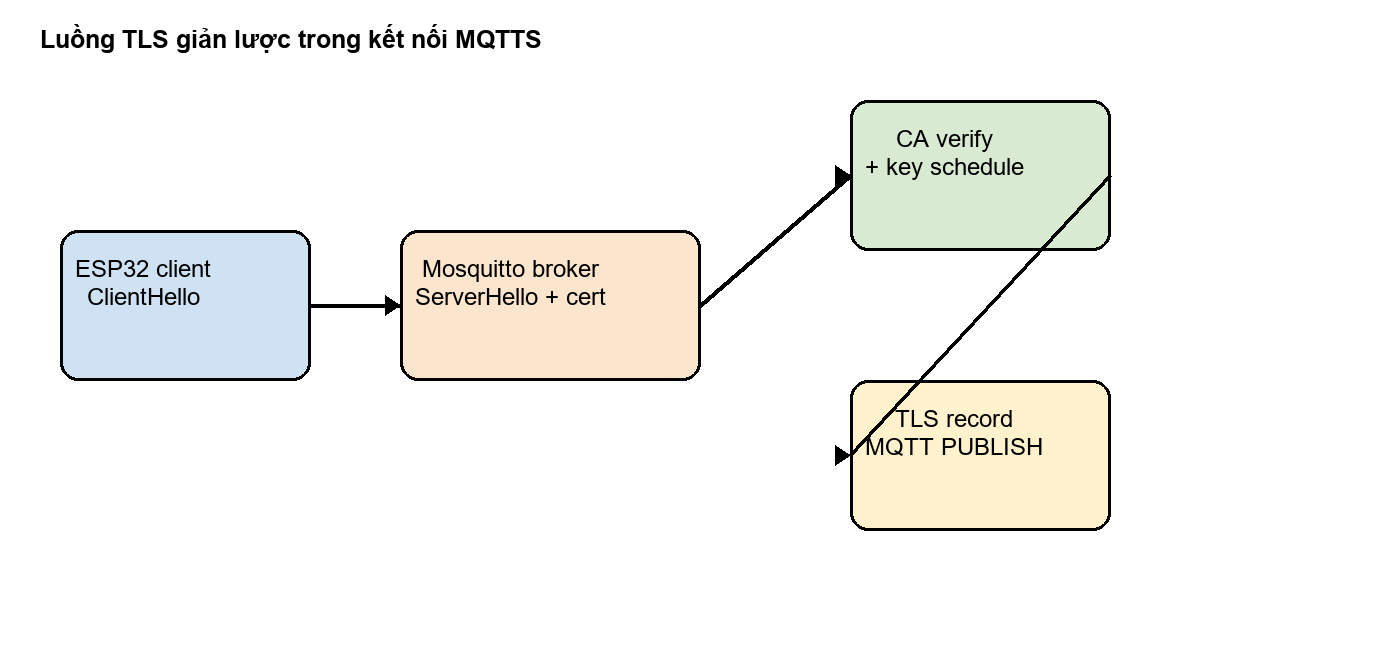 Luồng TLS giản lược trong kết nối MQTTS
CA verify
+ key schedule
ESP32 client
ClientHello
Mosquitto broker
ServerHello + cert
TLS record
MQTT PUBLISH